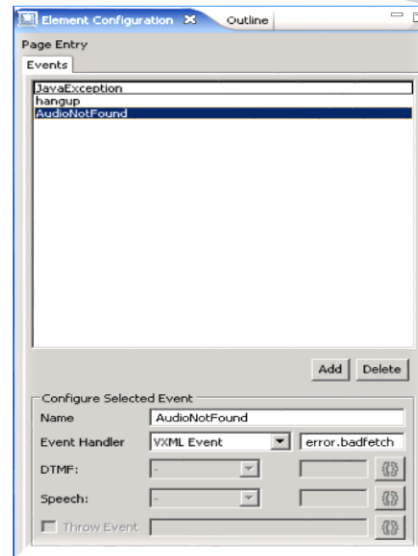 Element Configuration Outline
Page Entry
Events
JavaException
hangup
AudioNotFound
Add Delete
Configure Selected Event
Name AudioNotFound
Event Handler VXML Event error.badfetch
DTMF: -
Speech: -
Throw Event